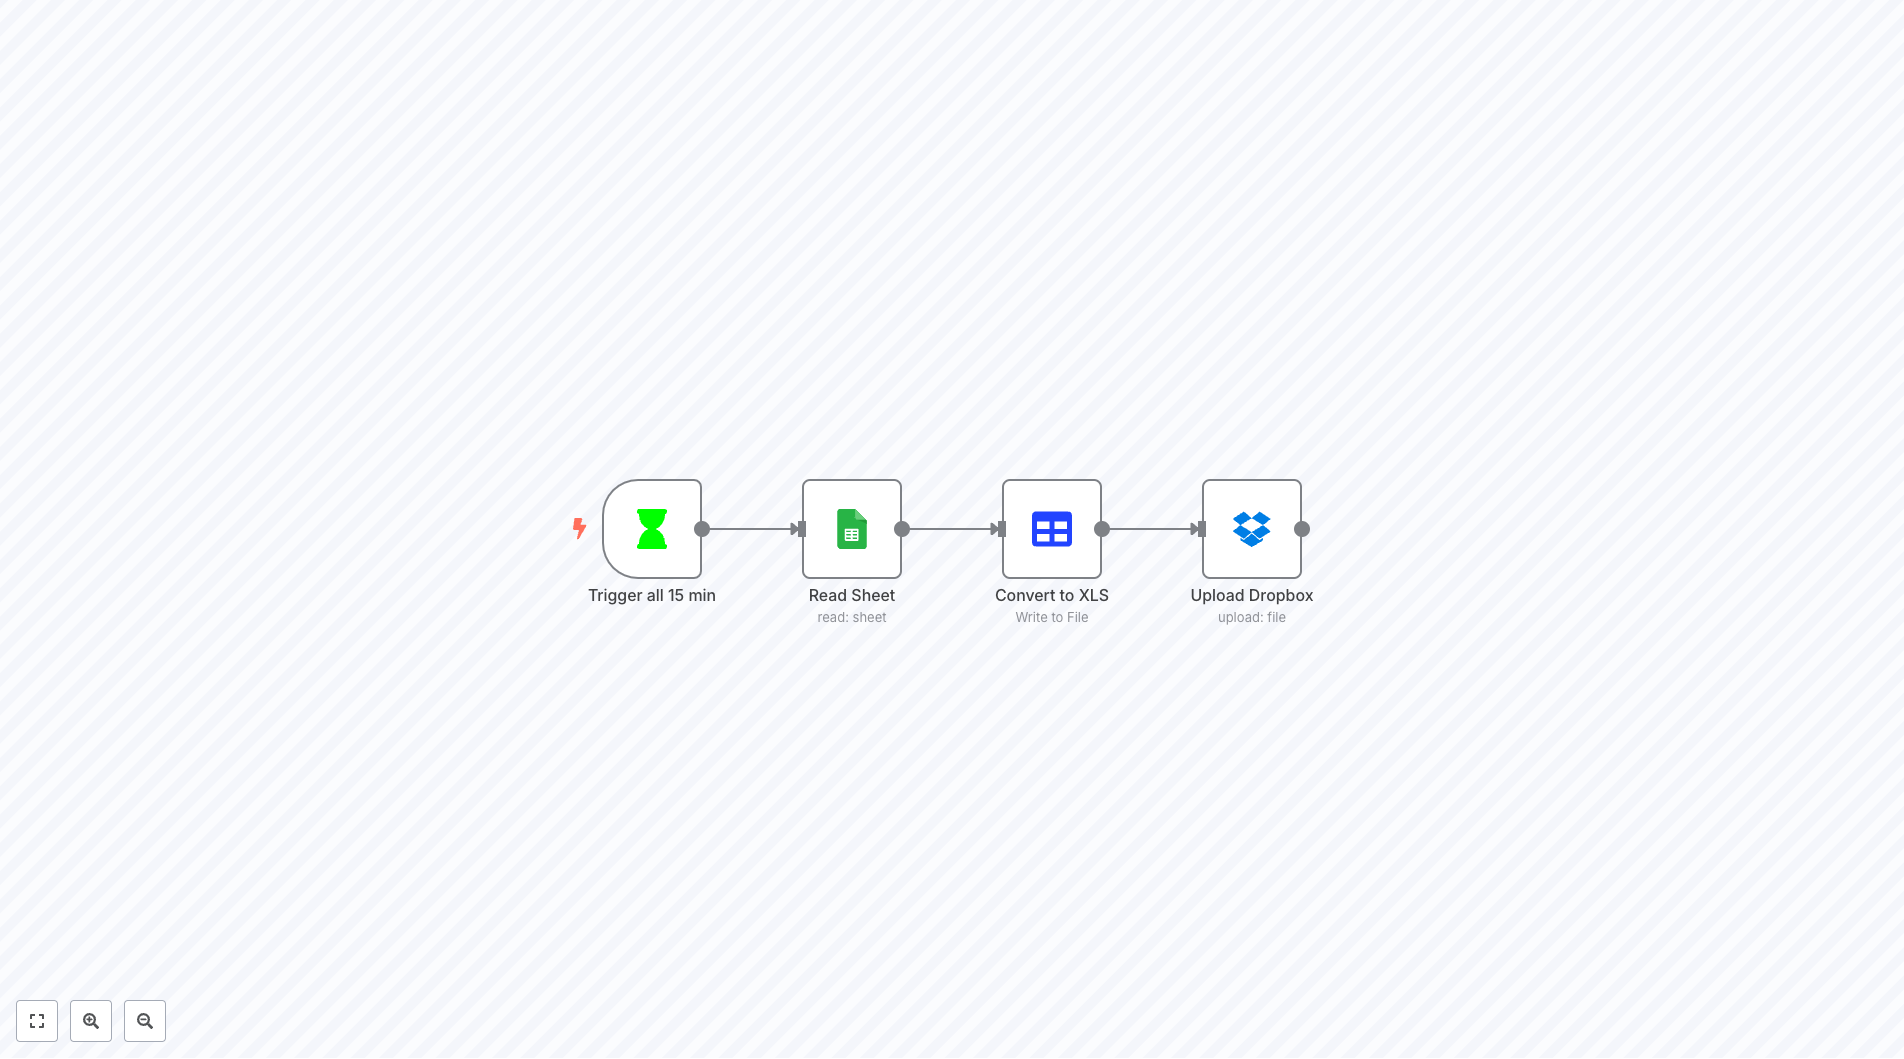 Trigger all 15 min
Read Sheet
read: sheet
Convert to XLS
Write to File
Upload Dropbox
upload: file